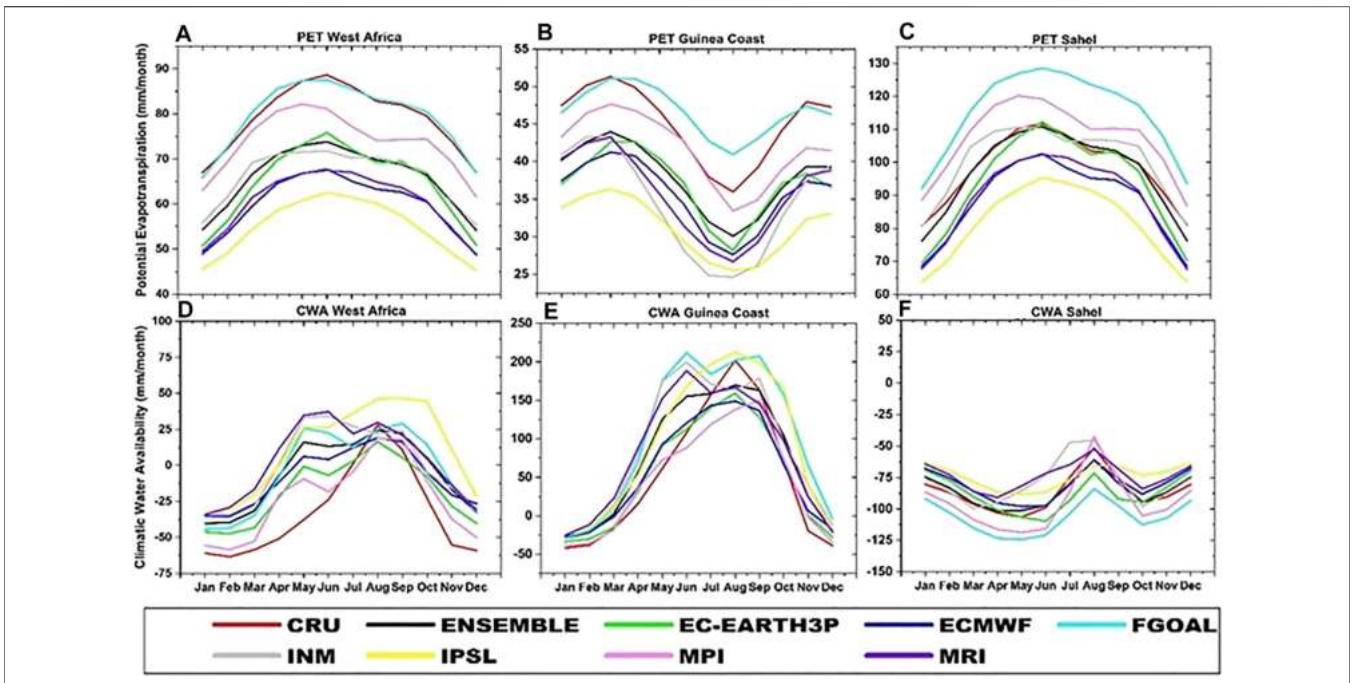 A
PET West Africa
B
PET Guinea Coast
C
PET Sahel
Potential Evapotranspiration (mm/month)
90
80
70
60
50
40
55
50
45
40
35
30
25
130
120
110
100
90
80
70
60
D
CWA West Africa
E
CWA Guinea Coast
F
CWA Sahel
Climatic Water Availability (mm/month)
100
75
50
25
0
-25
-50
-75
250
200
150
100
50
0
-50
50
25
0
-25
-50
-75
-100
-125
-150
Jan Feb Mar Apr May Jun Jul Aug Sep Oct Nov Dec
Jan Feb Mar Apr May Jun Jul Aug Sep Oct Nov Dec
Jan Feb Mar Apr May Jun Jul Aug Sep Oct Nov Dec
CRU ENSEMBLE EC-EARTH3P ECMWF FGOAL
INM IPSL MPI MRI